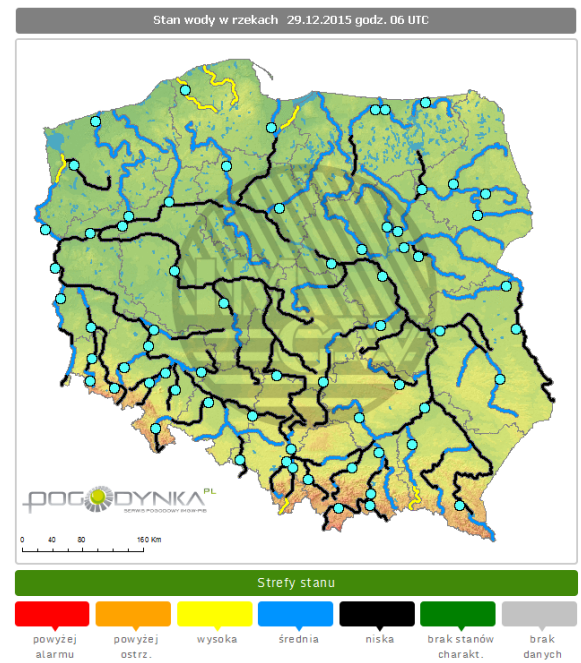 Stan wody w rzekach 29.12.2015 godz. 06 UTC
POGODYNKA.PL
SERWIS POGODOWY IMGW-PIB
0 40 80 160 Km
Strefy stanu
powyżej alarmu
powyżej ostrz.
wysoka
średnia
niska
brak stanów charakt.
brak danych